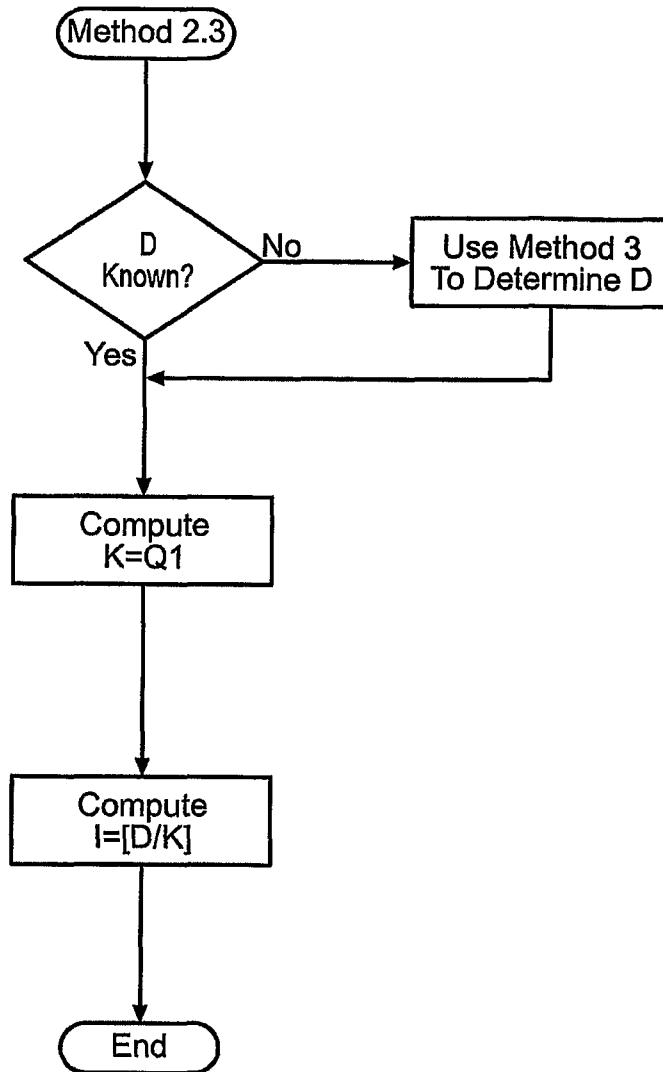 Method 2.3
D
Known?
No
Use Method 3
To Determine D
Yes
Compute
K=Q1
Compute
I=[D/K]
End